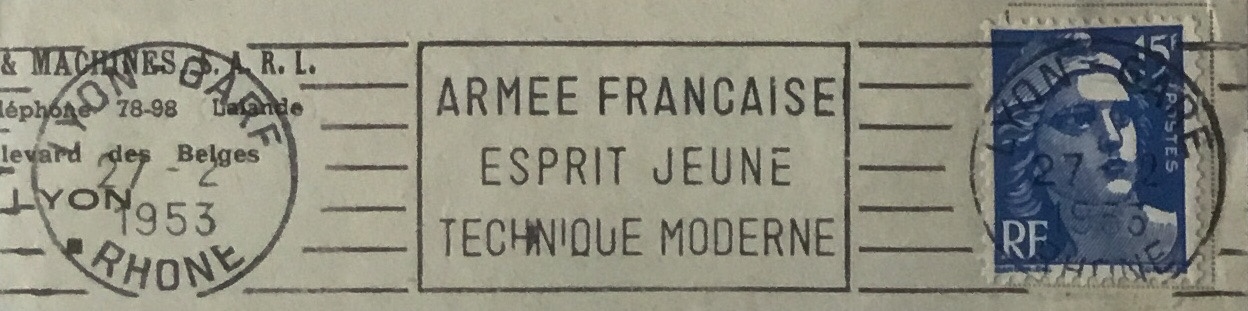 & MACHINES S.A.R.L.
léphone 78-98 Lalande
levard des Belges
LYON
LYON - GARE
27 - 2
1953
RHONE
ARMEE FRANCAISE
ESPRIT JEUNE
TECHNIQUE MODERNE
15F
POSTES
RF
LYON - GARE
27 - 2
1953
RHONE